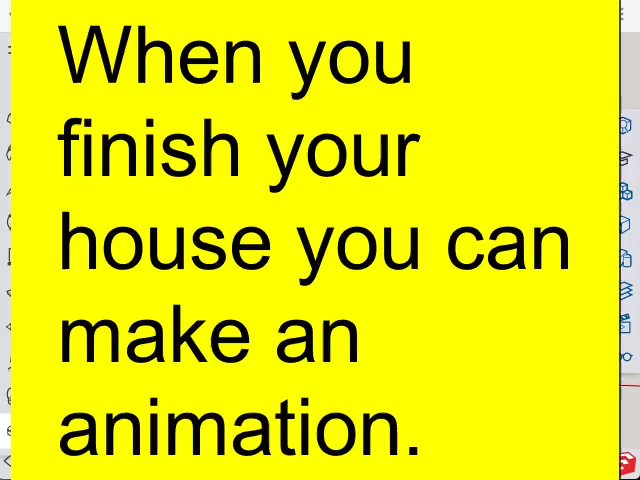 When you
finish your
house you can
make an
animation.